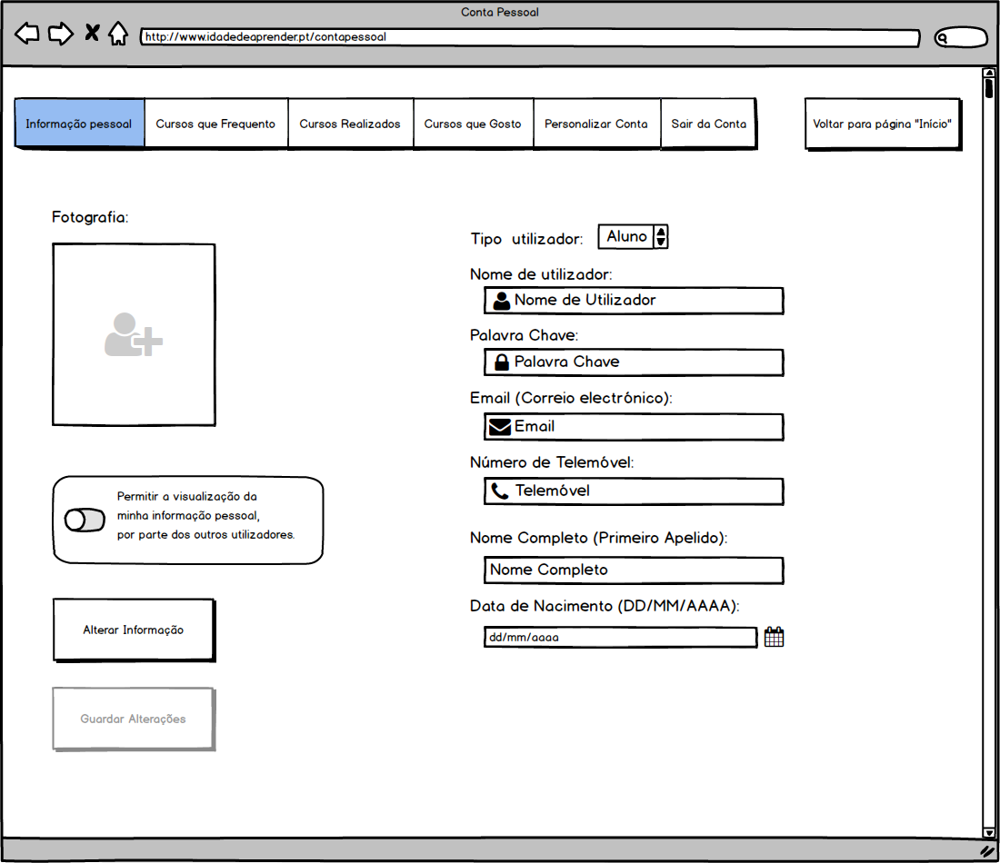 Conta Pessoal
http://www.idadedeaprender.pt/contapessoal
Informação pessoal
Cursos que Frequento
Cursos Realizados
Cursos que Gosto
Personalizar Conta
Sair da Conta
Voltar para página "Início"
Fotografia:
Tipo utilizador:
Aluno
Nome de utilizador:
Nome de Utilizador
Palavra Chave:
Palavra Chave
Email (Correio electrónico):
Email
Número de Telemóvel:
Telemóvel
Permitir a visualização da
minha informação pessoal,
por parte dos outros utilizadores.
Nome Completo (Primeiro Apelido):
Nome Completo
Data de Nacimento (DD/MM/AAAA):
dd/mm/aaaa
Alterar Informação
Guardar Alterações